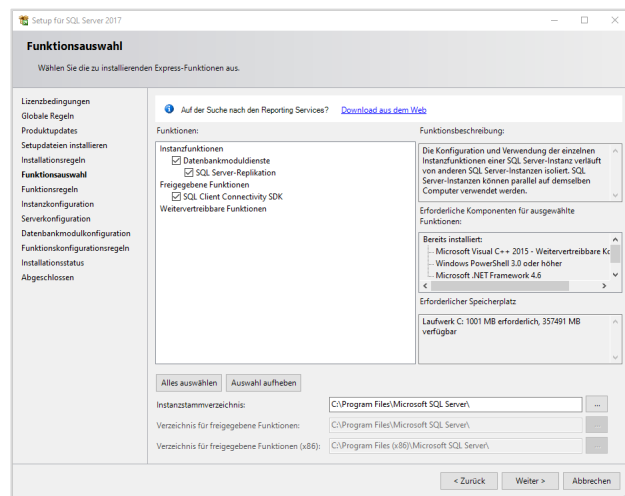 Setup für SQL Server 2017
Funktionsauswahl
Wählen Sie die zu installierenden Express-Funktionen aus.
Lizenzbedingungen
Globale Regeln
Produktupdates
Setupdateien installieren
Installationsregeln
Funktionsauswahl
Funktionsregeln
Instanzkonfiguration
Serverkonfiguration
Datenbankmodulkonfiguration
Funktionskonfigurationsregeln
Installationsstatus
Abgeschlossen
Auf der Suche nach den Reporting Services? Download aus dem Web
Funktionen:
Instanzfunktionen
Datenbankmoduldienste
SQL Server-Replikation
Freigegebene Funktionen
SQL Client Connectivity SDK
Weitervertreibbare Funktionen
Funktionsbeschreibung:
Die Konfiguration und Verwendung der einzelnen
Instanzfunktionen einer SQL Server-Instanz verläuft
von anderen SQL Server-Instanzen isoliert. SQL
Server-Instanzen können parallel auf demselben
Computer verwendet werden.
Erforderliche Komponenten für ausgewählte
Funktionen:
Bereits installiert:
Microsoft Visual C++ 2015 - Weitervertreibbare Kc
Windows PowerShell 3.0 oder höher
Microsoft .NET Framework 4.6
Erforderlicher Speicherplatz
Laufwerk C: 1001 MB erforderlich, 357491 MB
verfügbar
Alles auswählen Auswahl aufheben
Instanzstammverzeichnis: C:\Program Files\Microsoft SQL Server\ ...
Verzeichnis für freigegebene Funktionen: C:\Program Files\Microsoft SQL Server\ ...
Verzeichnis für freigegebene Funktionen (x86): C:\Program Files (x86)\Microsoft SQL Server\ ...
< Zurück Weiter > Abbrechen